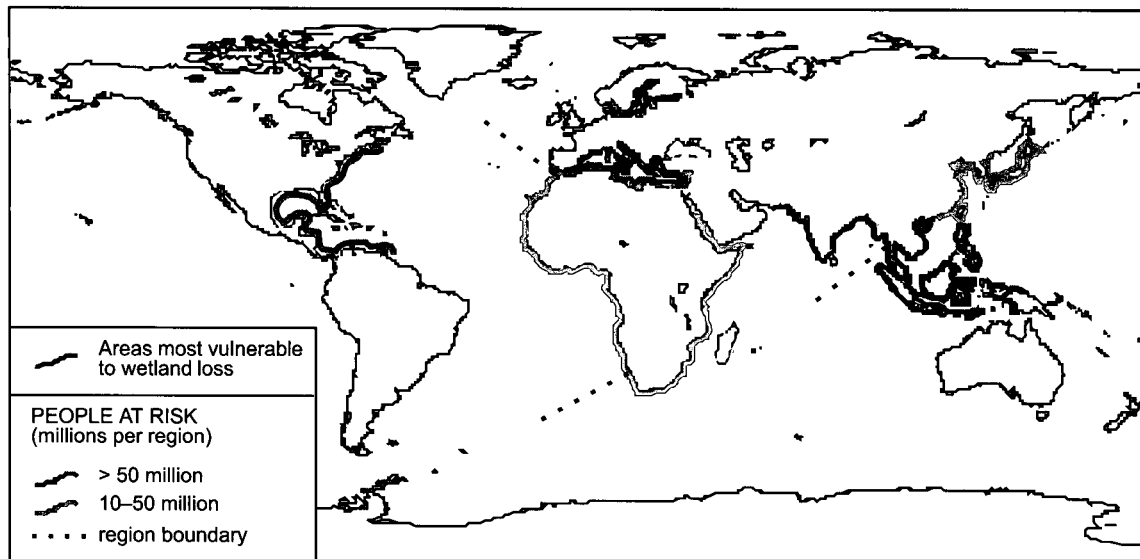 Areas most vulnerable
to wetland loss
PEOPLE AT RISK
(millions per region)
> 50 million
10–50 million
region boundary